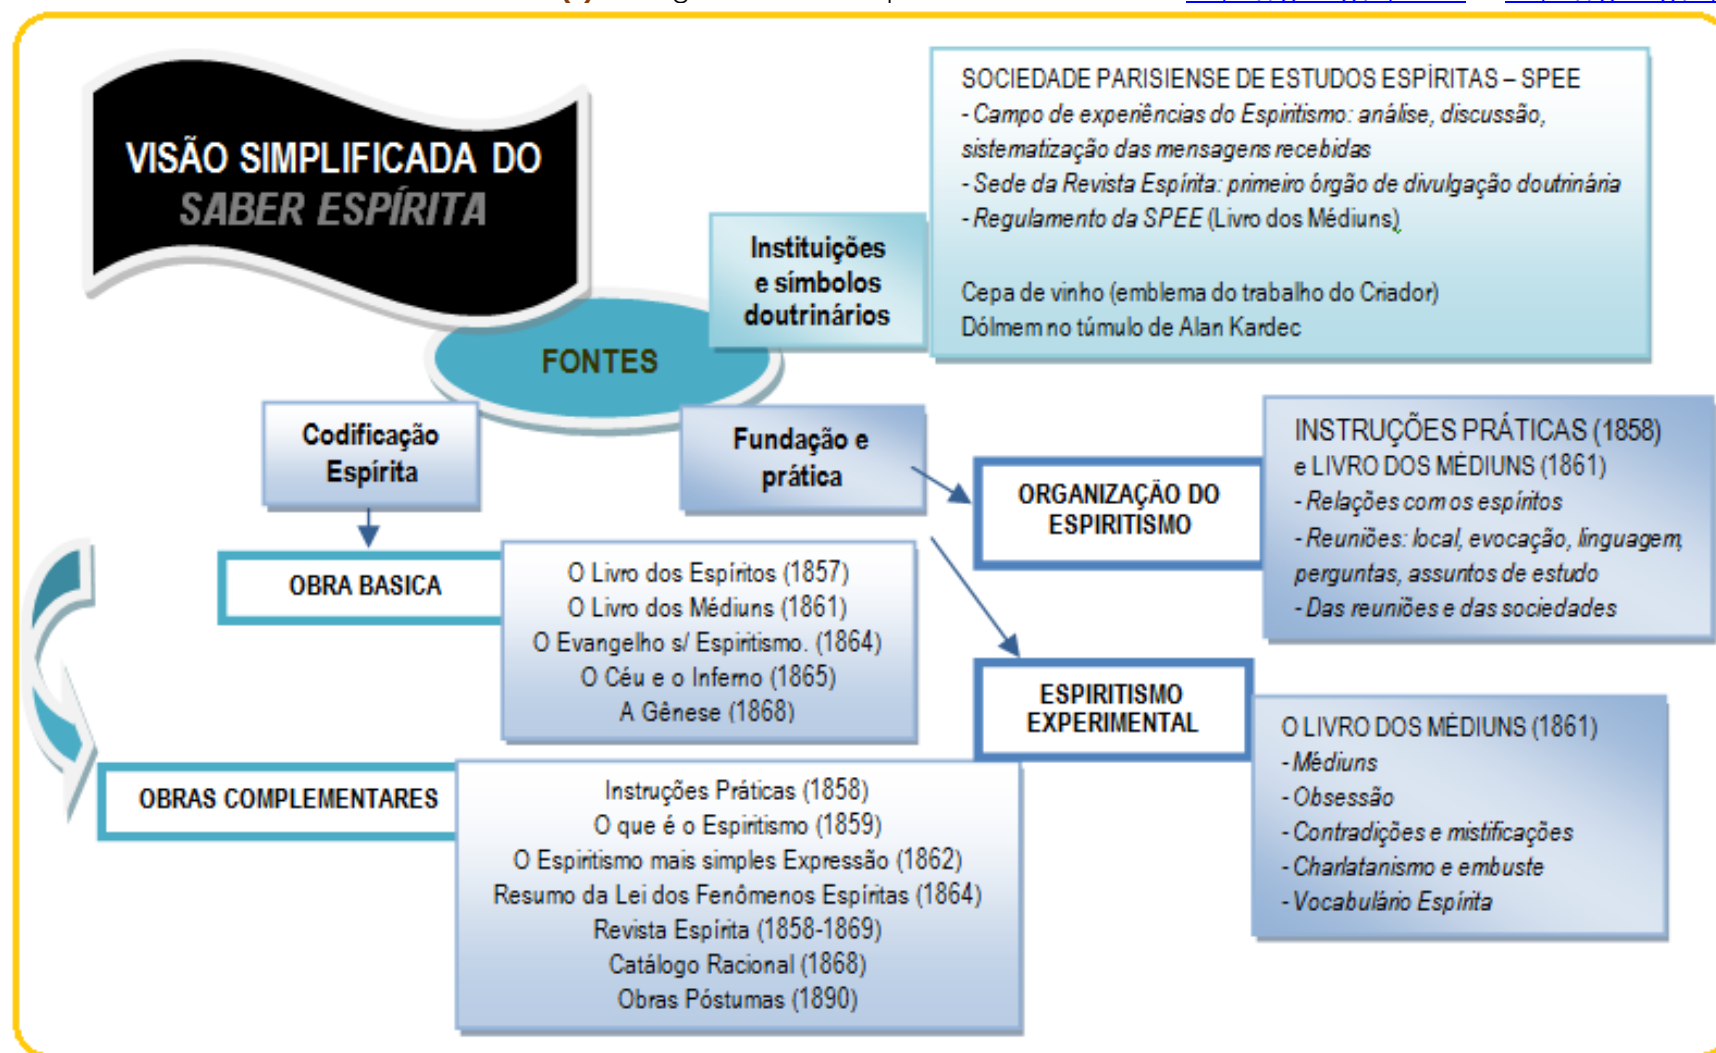 VISÃO SIMPLIFICADA DO
SABER ESPÍRITA
FONTES
Instituições
e símbolos
doutrinários
SOCIEDADE PARISIENSE DE ESTUDOS ESPÍRITAS – SPEE
- Campo de experiências do Espiritismo: análise, discussão,
sistematização das mensagens recebidas
- Sede da Revista Espírita: primeiro órgão de divulgação doutrinária
- Regulamento da SPEE (Livro dos Médiuns)
Cepa de vinho (emblema do trabalho do Criador)
Dólmem no túmulo de Alan Kardec
Codificação
Espírita
OBRA BASICA
O Livro dos Espíritos (1857)
O Livro dos Médiuns (1861)
O Evangelho s/ Espiritismo. (1864)
O Céu e o Inferno (1865)
A Gênese (1868)
OBRAS COMPLEMENTARES
Instruções Práticas (1858)
O que é o Espiritismo (1859)
O Espiritismo mais simples Expressão (1862)
Resumo da Lei dos Fenômenos Espíritas (1864)
Revista Espírita (1858-1869)
Catálogo Racional (1868)
Obras Póstumas (1890)
Fundação e
prática
ORGANIZAÇÃO DO
ESPIRITISMO
INSTRUÇÕES PRÁTICAS (1858)
e LIVRO DOS MÉDIUNS (1861)
- Relações com os espíritos
- Reuniões: local, evocação, linguagem,
perguntas, assuntos de estudo
- Das reuniões e das sociedades
ESPIRITISMO
EXPERIMENTAL
O LIVRO DOS MÉDIUNS (1861)
- Médiuns
- Obsessão
- Contradições e mistificações
- Charlatanismo e embuste
- Vocabulário Espírita